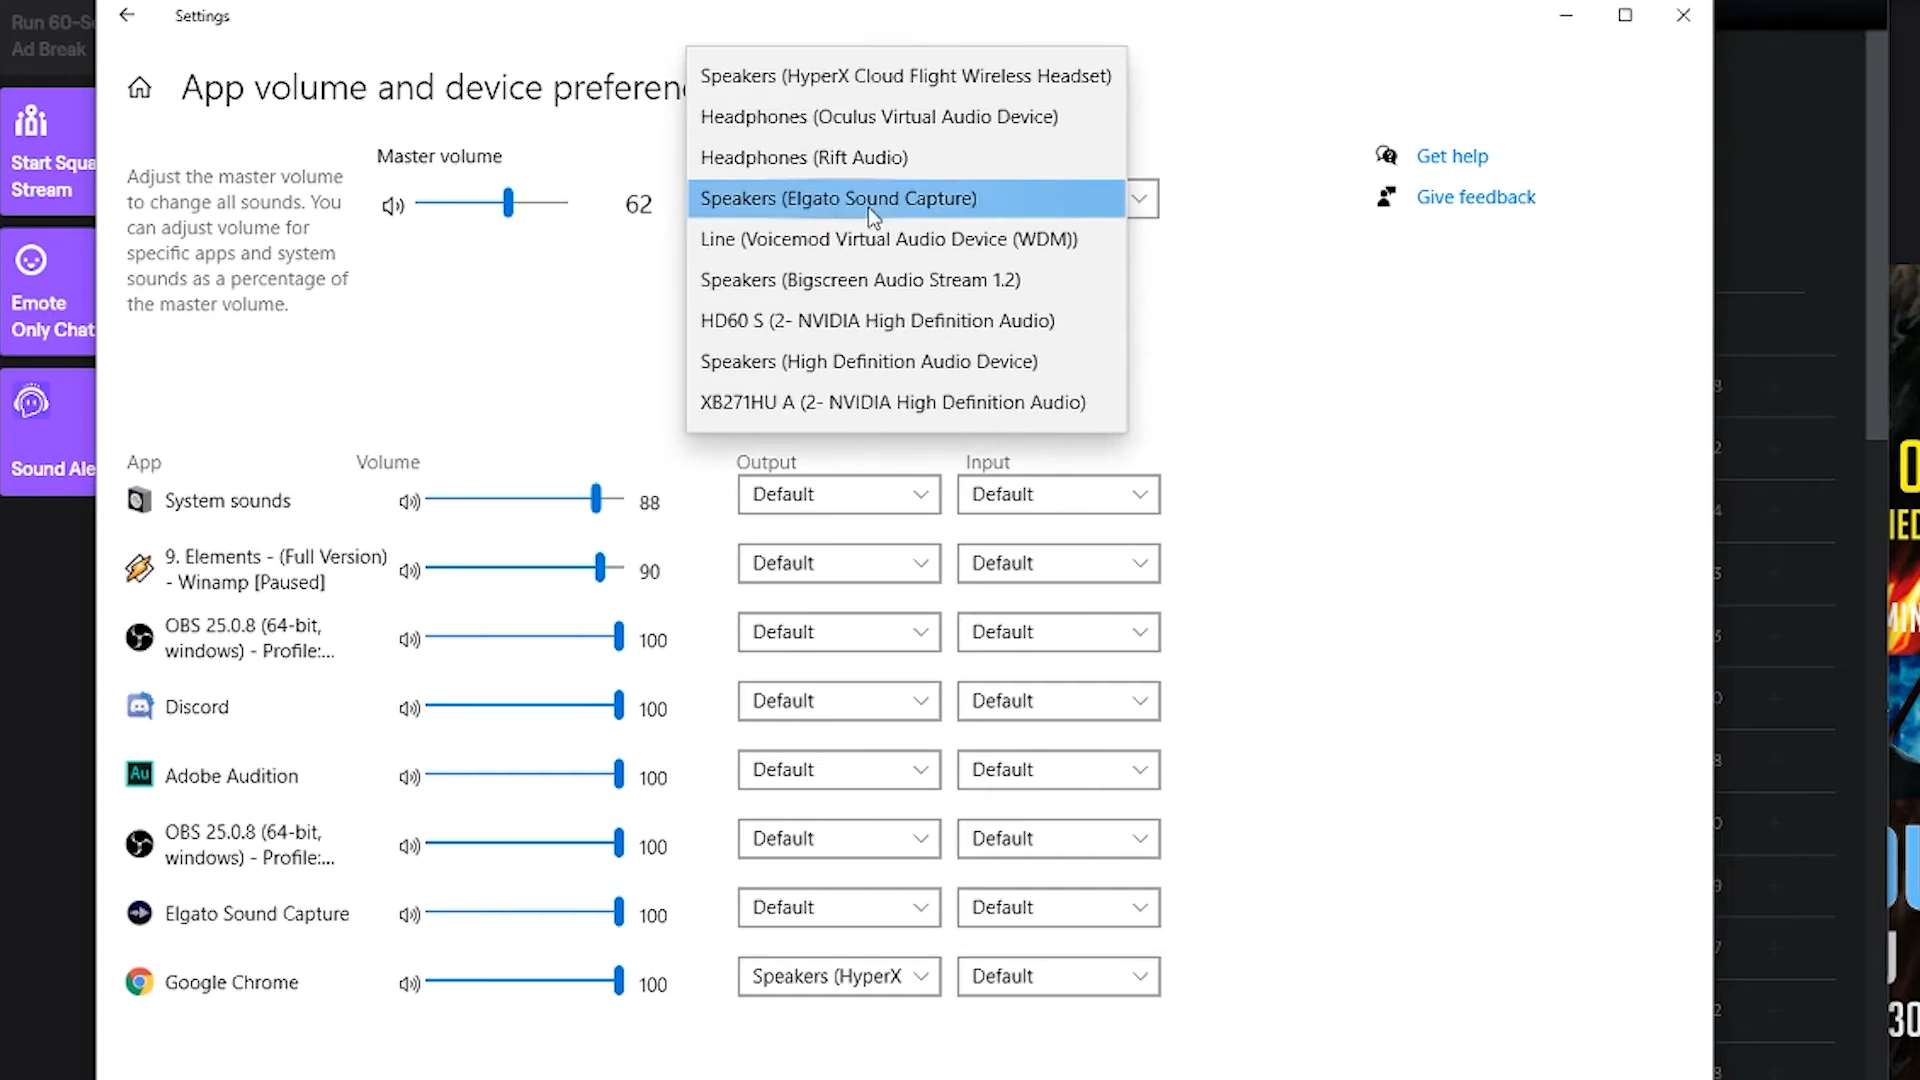 Run 60-Se
Ad Break
Start Squa
Stream
Emote
Only Chat
Sound Ale
Settings
App volume and device preferen
Adjust the master volume
to change all sounds. You
can adjust volume for
specific apps and system
sounds as a percentage of
the master volume.
Master volume
62
Speakers (HyperX Cloud Flight Wireless Headset)
Headphones (Oculus Virtual Audio Device)
Headphones (Rift Audio)
Speakers (Elgato Sound Capture)
Line (Voicemod Virtual Audio Device (WDM))
Speakers (Bigscreen Audio Stream 1.2)
HD60 S (2- NVIDIA High Definition Audio)
Speakers (High Definition Audio Device)
XB271HU A (2- NVIDIA High Definition Audio)
Get help
Give feedback
App Volume Output Input
System sounds 88 Default Default
9. Elements - (Full Version)
- Winamp [Paused] 90 Default Default
OBS 25.0.8 (64-bit,
windows) - Profile:... 100 Default Default
Discord 100 Default Default
Adobe Audition 100 Default Default
OBS 25.0.8 (64-bit,
windows) - Profile:... 100 Default Default
Elgato Sound Capture 100 Default Default
Google Chrome 100 Speakers (HyperX Default
30